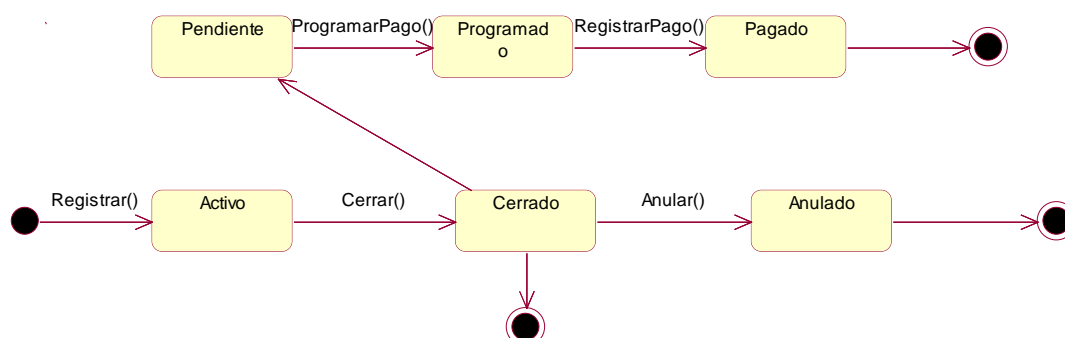 Pendiente
ProgramarPago()
Programad
o
RegistrarPago()
Pagado
Registrar()
Activo
Cerrar()
Cerrado
Anular()
Anulado